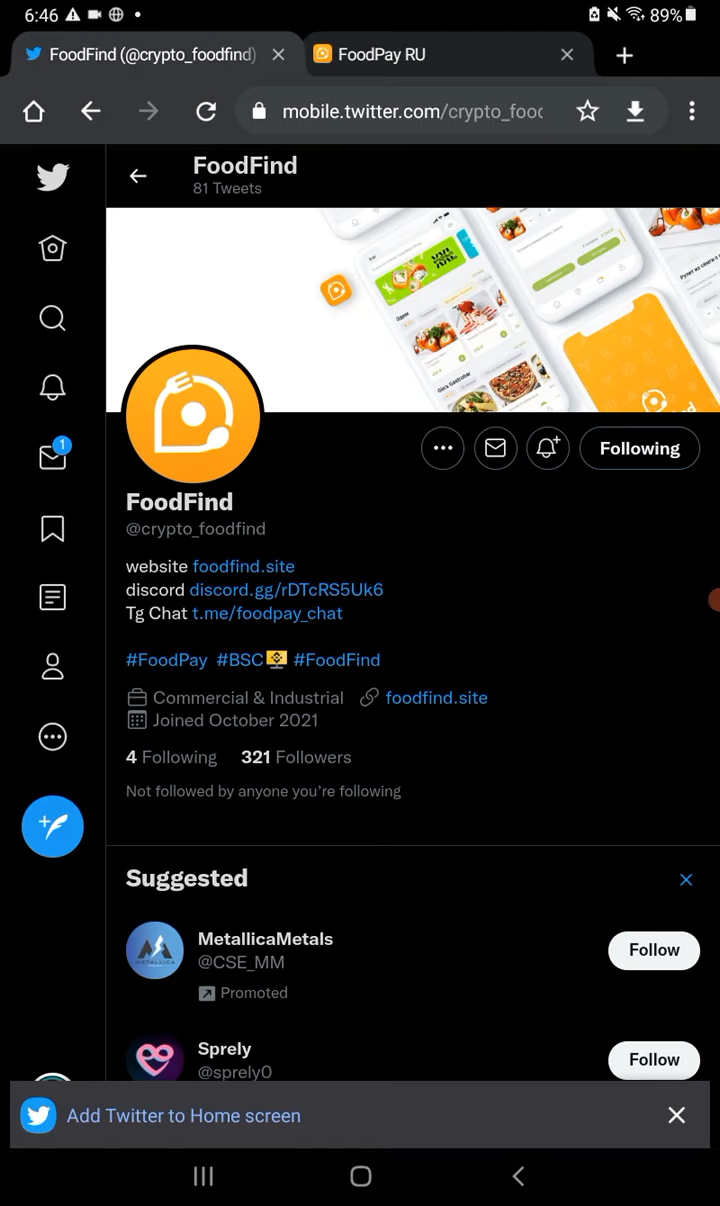 6:46
89%
FoodFind (@crypto_foodfind)
FoodPay RU
mobile.twitter.com/crypto_food
FoodFind
81 Tweets
1
Following
FoodFind
@crypto_foodfind
website foodfind.site
discord discord.gg/rDTcRS5Uk6
Tg Chat t.me/foodpay_chat
#FoodPay #BSC #FoodFind
Commercial & Industrial foodfind.site
Joined October 2021
4 Following 321 Followers
Not followed by anyone you're following
Suggested
MetallicaMetals
@CSE_MM
Follow
Promoted
Sprely
@sprely0
Follow
Add Twitter to Home screen